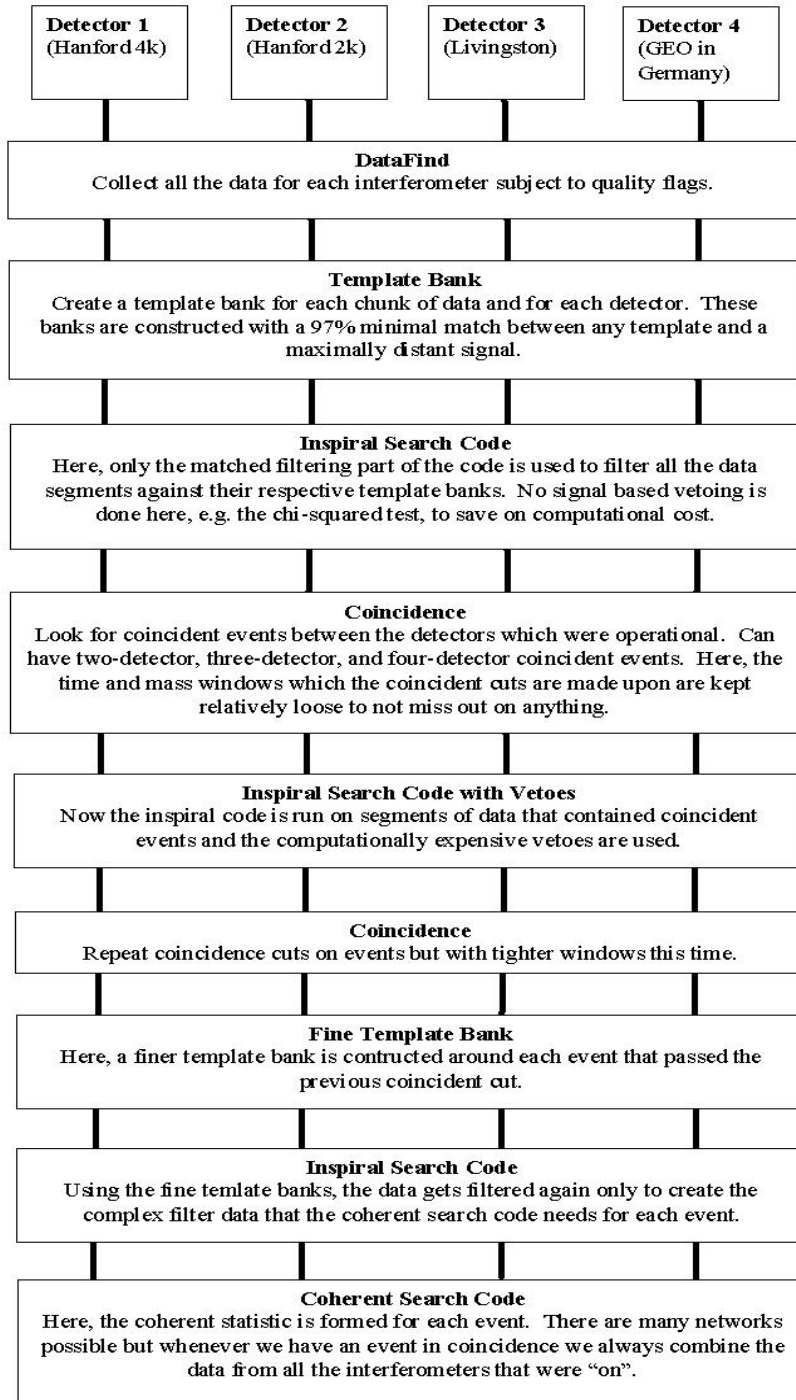 Detector 1
(Hanford 4k)
Detector 2
(Hanford 2k)
Detector 3
(Livingston)
Detector 4
(GEO in
Germany)
DataFind
Collect all the data for each interferometer subject to quality flags.
Template Bank
Create a template bank for each chunk of data and for each detector. These
banks are constructed with a 97% minimal match between any template and a
maximally distant signal.
Inspiral Search Code
Here, only the matched filtering part of the code is used to filter all the data
segments against their respective template banks. No signal based vetoing is
done here, e.g. the chi-squared test, to save on computational cost.
Coincidence
Look for coincident events between the detectors which were operational. Can
have two-detector, three-detector, and four-detector coincident events. Here, the
time and mass windows which the coincident cuts are made upon are kept
relatively loose to not miss out on anything.
Inspiral Search Code with Vetoes
Now the inspiral code is run on segments of data that contained coincident
events and the computationally expensive vetoes are used.
Coincidence
Repeat coincidence cuts on events but with tighter windows this time.
Fine Template Bank
Here, a finer template bank is contructed around each event that passed the
previous coincident cut.
Inspiral Search Code
Using the fine temlate banks, the data gets filtered again only to create the
complex filter data that the coherent search code needs for each event.
Coherent Search Code
Here, the coherent statistic is formed for each event. There are many networks
possible but whenever we have an event in coincidence we always combine the
data from all the interferometers that were “on”.